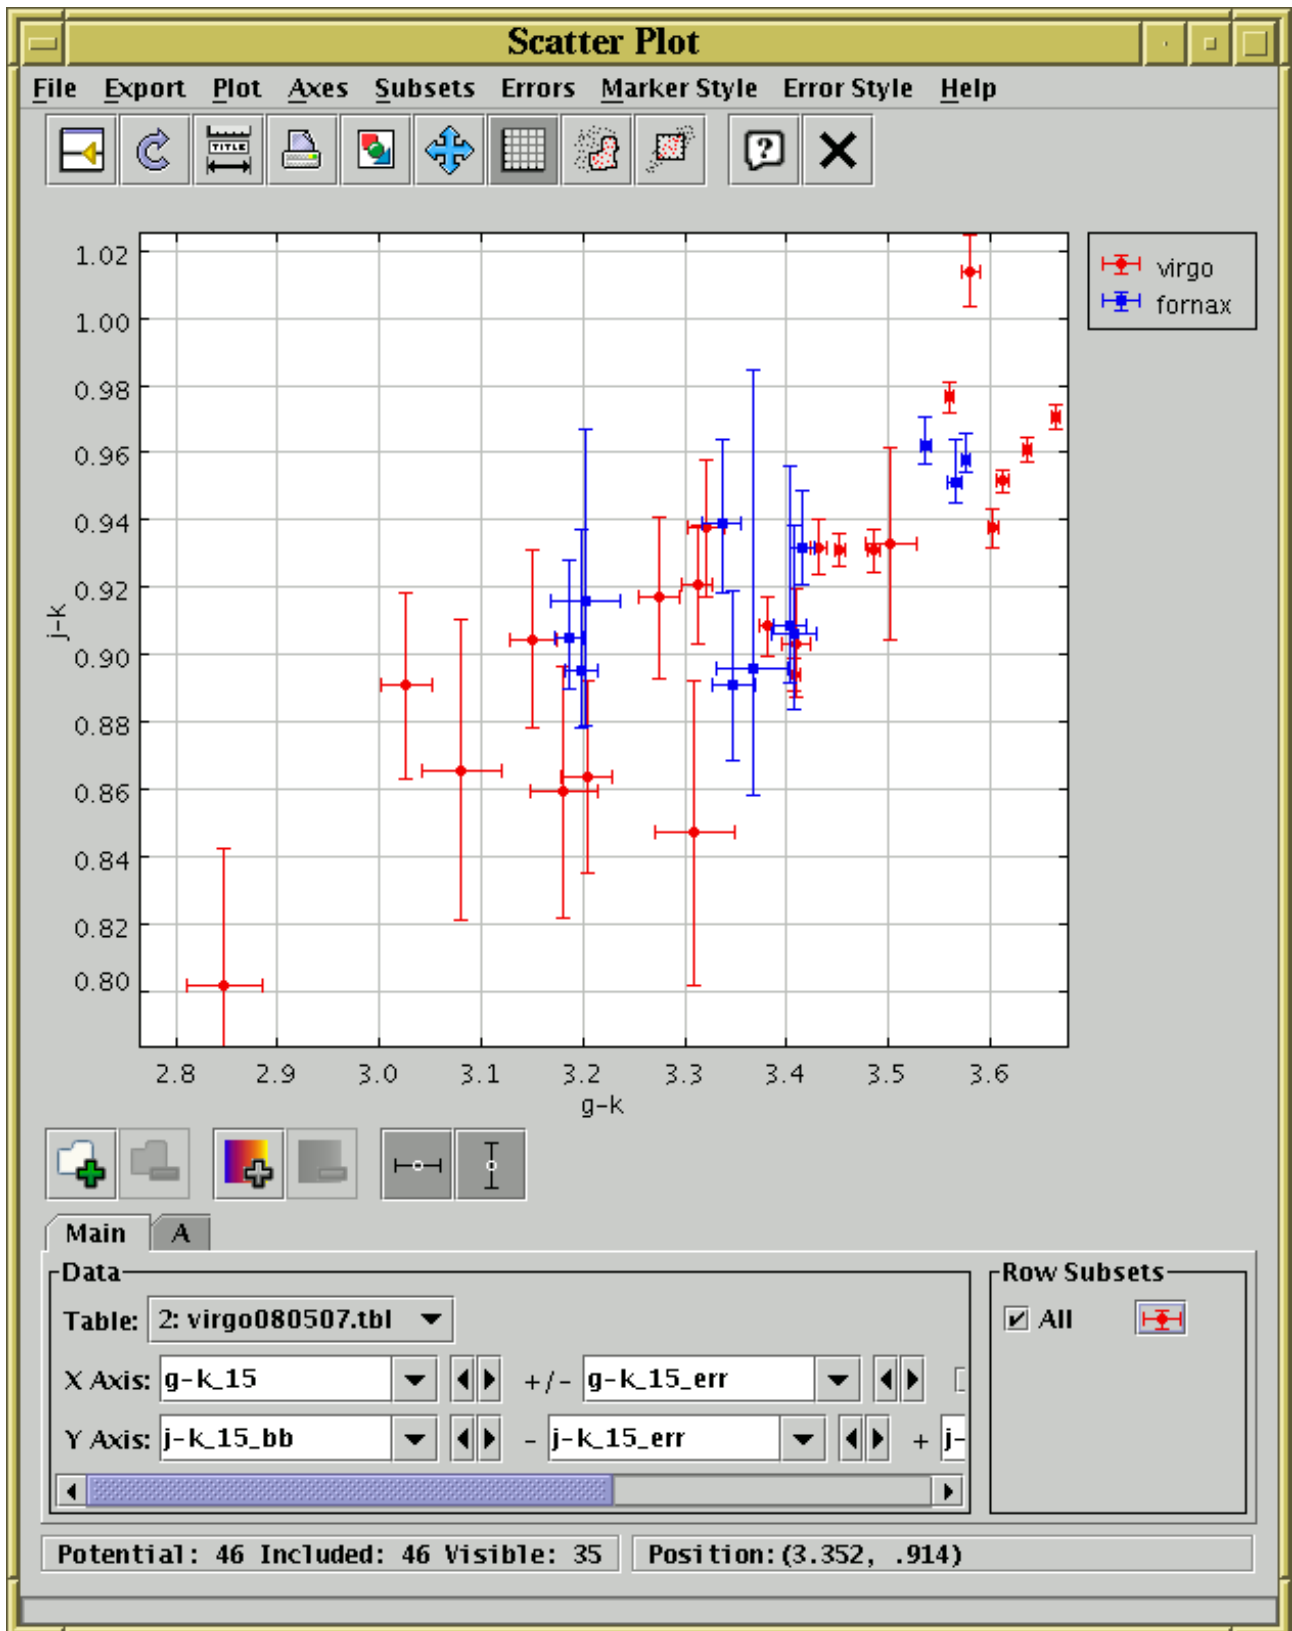 Scatter Plot
File Export Plot Axes Subsets Errors Marker Style Error Style Help
TITLE
?
1.02
1.00
0.98
0.96
0.94
0.92
0.90
0.88
0.86
0.84
0.82
0.80
j-k
virgo
fornax
2.8 2.9 3.0 3.1 3.2 3.3 3.4 3.5 3.6
g-k
Main A
Data
Table: 2: virgo080507.tbl
X Axis: g-k_15 +/- g-k_15_err
Y Axis: j-k_15_bb - j-k_15_err + j-
Row Subsets
All
Potential: 46 Included: 46 Visible: 35 Position:(3.352, .914)